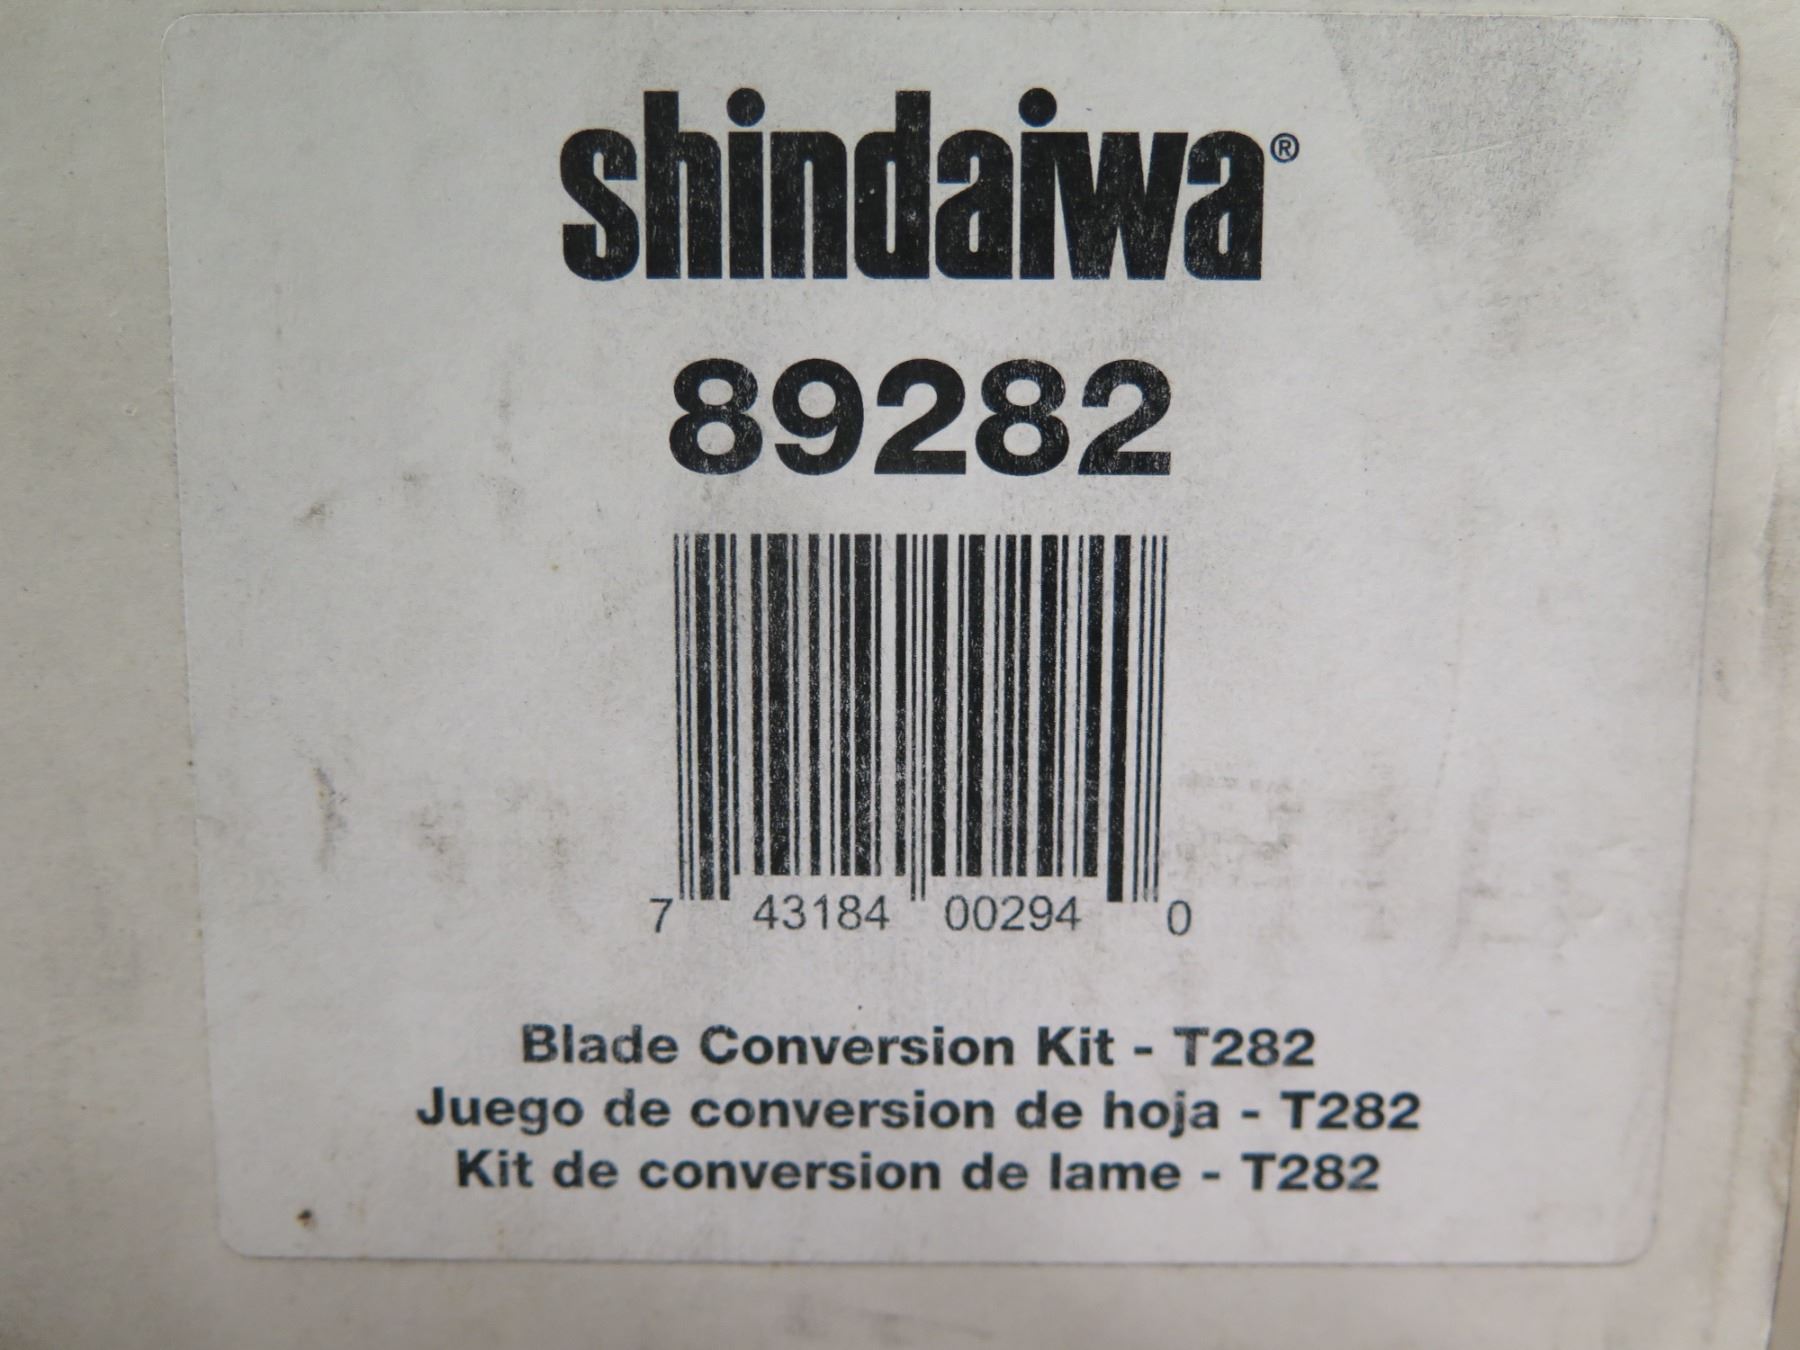 shindaiwa®
89282
7 43184 00294 0
Blade Conversion Kit - T282
Juego de conversion de hoja - T282
Kit de conversion de lame - T282